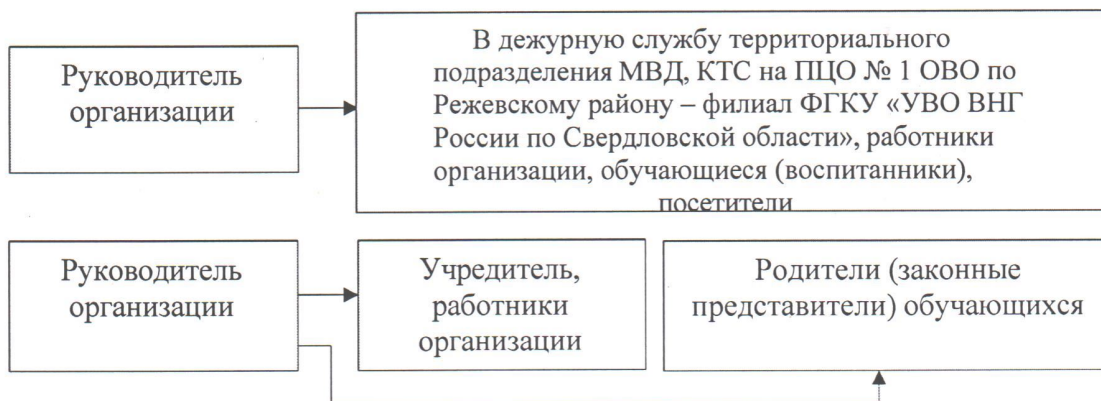 Руководитель
организации
В дежурную службу территориального
подразделения МВД, КТС на ПЦО № 1 ОВО по
Режевскому району – филиал ФГКУ «УВО ВНГ
России по Свердловской области», работники
организации, обучающиеся (воспитанники),
посетители
Руководитель
организации
Учредитель,
работники
организации
Родители (законные
представители) обучающихся